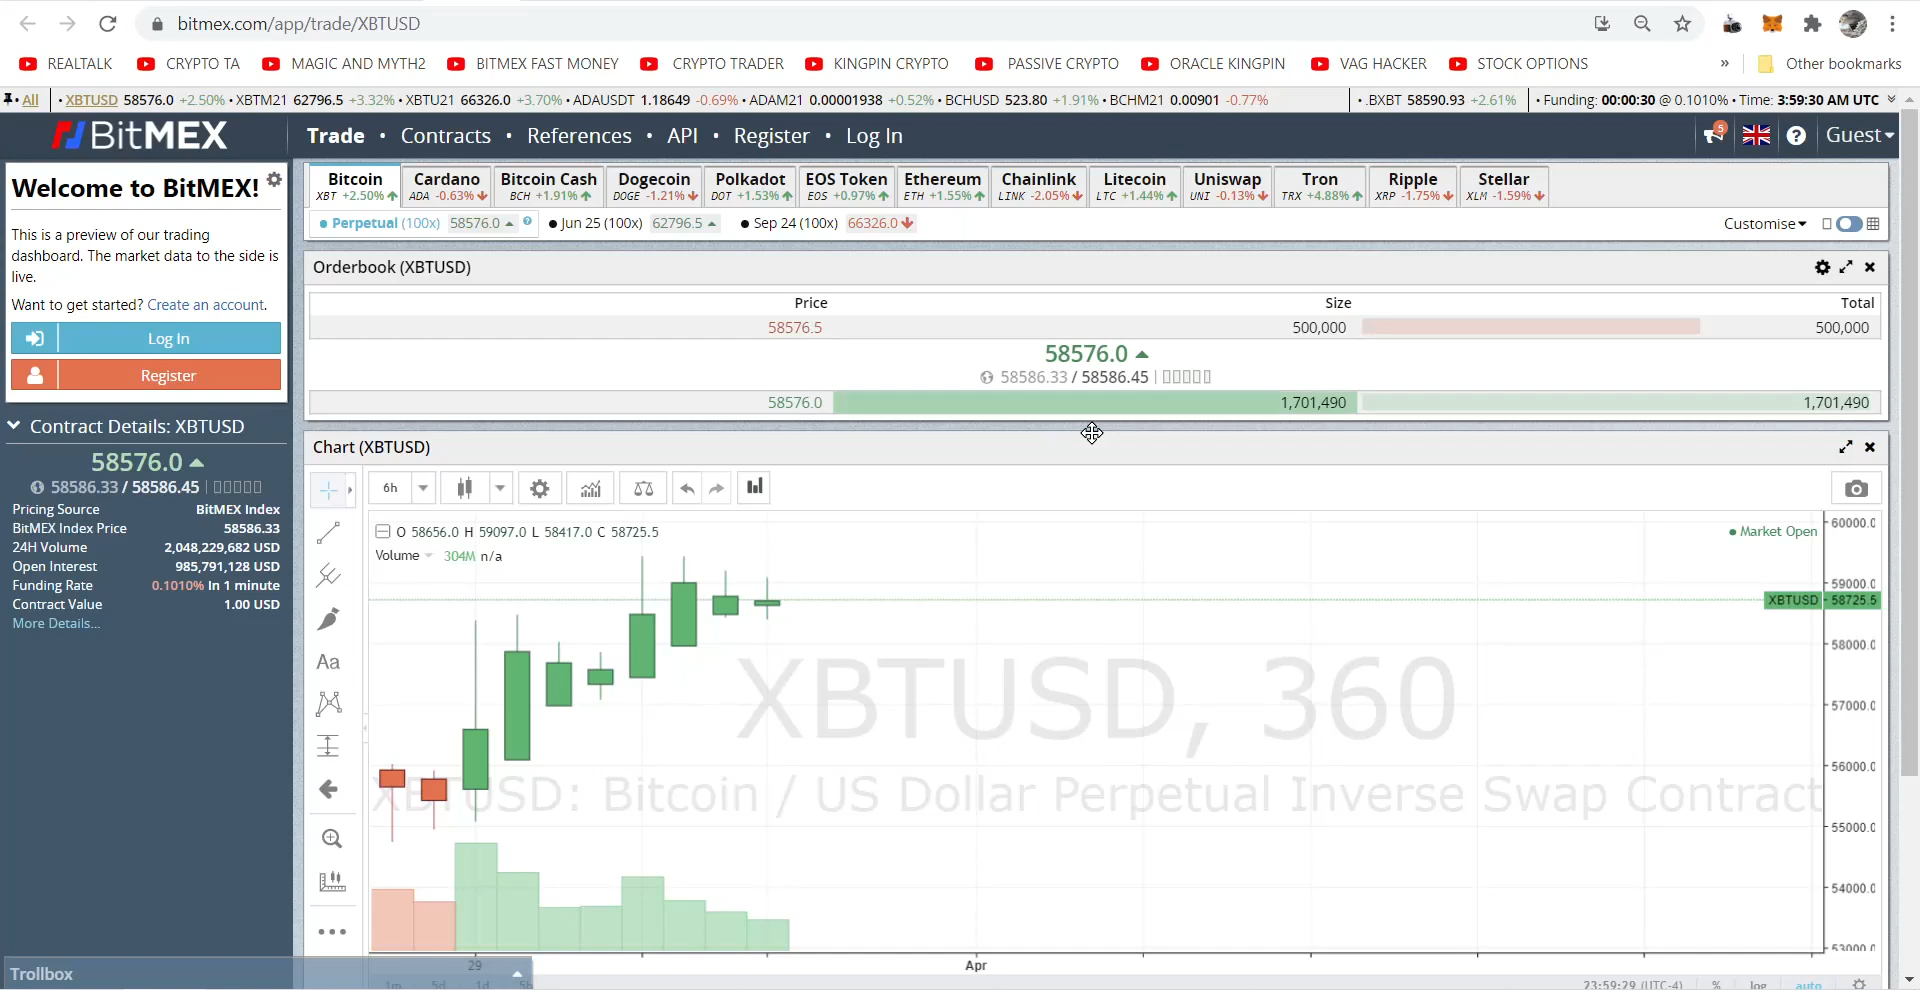 bitmex.com/app/trade/XBTUSD
REALTALK CRYPTO TA MAGIC AND MYTH2 BITMEX FAST MONEY CRYPTO TRADER KINGPIN CRYPTO PASSIVE CRYPTO ORACLE KINGPIN VAG HACKER STOCK OPTIONS » Other bookmarks
All • XBTUSD 58576.0 +2.50% • XBTM21 62796.5 +3.32% • XBTU21 66326.0 +3.70% • ADAUSDT 1.18649 -0.69% • ADAM21 0.00001938 +0.52% • BCHUSD 523.80 +1.91% • BCHM21 0.00901 -0.77% • .BXBT 58590.93 +2.61% • Funding: 00:00:30 @ 0.1010% • Time: 3:59:30 AM UTC
BitMEX Trade • Contracts • References • API • Register • Log In 5 Guest
Welcome to BitMEX!
This is a preview of our trading
dashboard. The market data to the side is
live.
Want to get started? Create an account.
Log In
Register
Contract Details: XBTUSD
58576.0
58586.33 / 58586.45
Pricing Source BitMEX Index
BitMEX Index Price 58586.33
24H Volume 2,048,229,682 USD
Open Interest 985,791,128 USD
Funding Rate 0.1010% In 1 minute
Contract Value 1.00 USD
More Details...
Trollbox
Bitcoin Cardano Bitcoin Cash Dogecoin Polkadot EOS Token Ethereum Chainlink Litecoin Uniswap Tron Ripple Stellar
XBT +2.50% ADA -0.63% BCH +1.91% DOGE -1.21% DOT +1.53% EOS +0.97% ETH +1.55% LINK -2.05% LTC +1.44% UNI -0.13% TRX +4.88% XRP -1.75% XLM -1.59%
• Perpetual (100x) 58576.0 ? • Jun 25 (100x) 62796.5 • Sep 24 (100x) 66326.0 Customise
Orderbook (XBTUSD)
Price Size Total
58576.5 500,000 500,000
58576.0
58586.33 / 58586.45
58576.0 1,701,490 1,701,490
Chart (XBTUSD)
6h
O 58656.0 H 59097.0 L 58417.0 C 58725.5
Market Open
Volume 304M n/a
Aa
XBTUSD, 360
XBTUSD: Bitcoin / US Dollar Perpetual Inverse Swap Contract
60000.0
59000.0
XBTUSD 58725.5
58000.0
57000.0
56000.0
55000.0
54000.0
53000.0
29 Apr
1m 5d 1d 5h 23:59:29 (UTC-4) % log auto